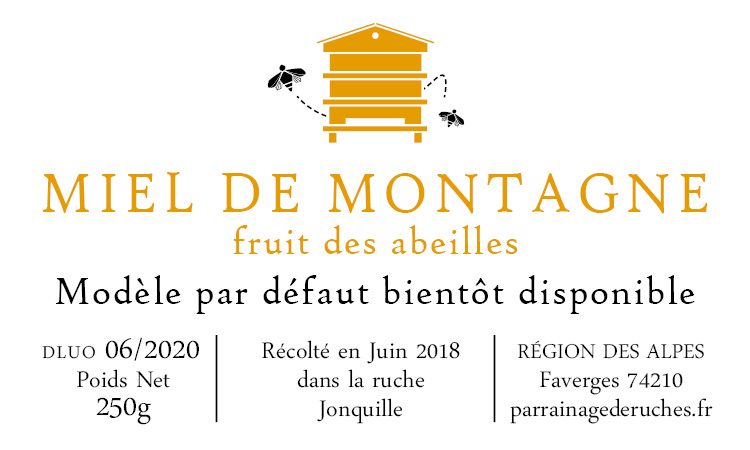 MIEL DE MONTAGNE
fruit des abeilles
Modèle par défaut bientôt disponible
DLUO 06/2020
Poids Net
250g
Récolté en Juin 2018
dans la ruche
Jonquille
RÉGION DES ALPES
Faverges 74210
parrainagederuches.fr